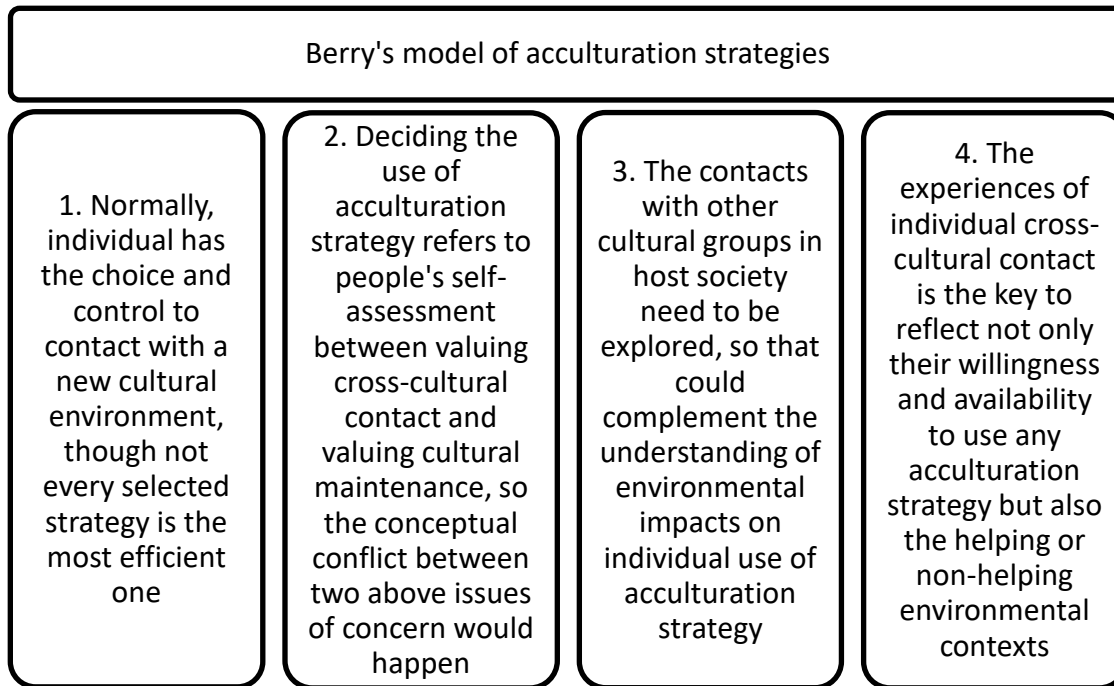 Berry's model of acculturation strategies
1. Normally,
individual has
the choice and
control to
contact with a
new cultural
environment,
though not
every selected
strategy is the
most efficient
one
2. Deciding the
use of
acculturation
strategy refers to
people's self-
assessment
between valuing
cross-cultural
contact and
valuing cultural
maintenance, so
the conceptual
conflict between
two above issues
of concern would
happen
3. The contacts
with other
cultural groups in
host society
need to be
explored, so that
could
complement the
understanding of
environmental
impacts on
individual use of
acculturation
strategy
4. The
experiences of
individual cross-
cultural contact
is the key to
reflect not only
their willingness
and availability
to use any
acculturation
strategy but also
the helping or
non-helping
environmental
contexts